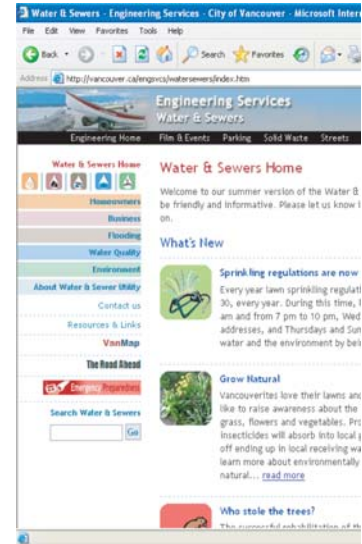 Water & Sewers - Engineering Services - City of Vancouver - Microsoft Inter
File Edit View Favorites Tools Help
Back Search Favorites
Address http://vancouver.ca/engsvcs/watersewers/index.htm
Engineering Services
Water & Sewers
Engineering Home Film & Events Parking Solid Waste Streets
Water & Sewers Home
Homeowners
Business
Flooding
Water Quality
Environment
About Water & Sewer Utility
Contact us
Resources & Links
VanMap
The Road Ahead
Emergency Preparedness
Search Water & Sewers
Go
Water & Sewers Home
Welcome to our summer version of the Water &
be friendly and informative. Please let us know i
on.
What's New
Sprinkling regulations are now
Every year lawn sprinkling regulati
30, every year. During this time, l
am and from 7 pm to 10 pm, Wed
addresses, and Thursdays and Sun
water and the environment by bein
Grow Natural
Vancouverites love their lawns and
like to raise awareness about the
grass, flowers and vegetables. Pro
insecticides will absorb into local g
off ending up in local receiving wa
learn more about environmentally
natural... read more
Who stole the trees?
The successful rehabilitation of th